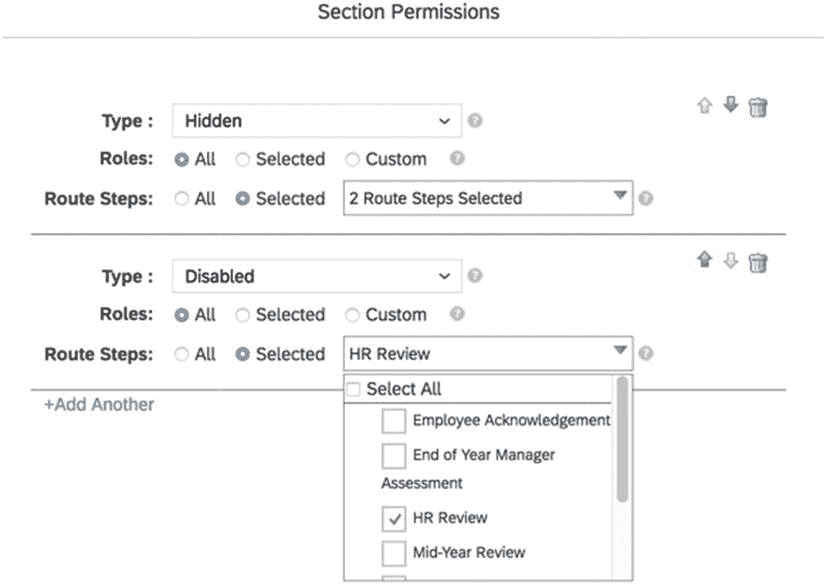 Section Permissions
Type : Hidden ?
Roles: All Selected Custom ?
Route Steps: All Selected 2 Route Steps Selected ?
Type : Disabled ?
Roles: All Selected Custom ?
Route Steps: All Selected HR Review ?
Select All
+Add Another
Employee Acknowledgement
End of Year Manager
Assessment
HR Review
Mid-Year Review